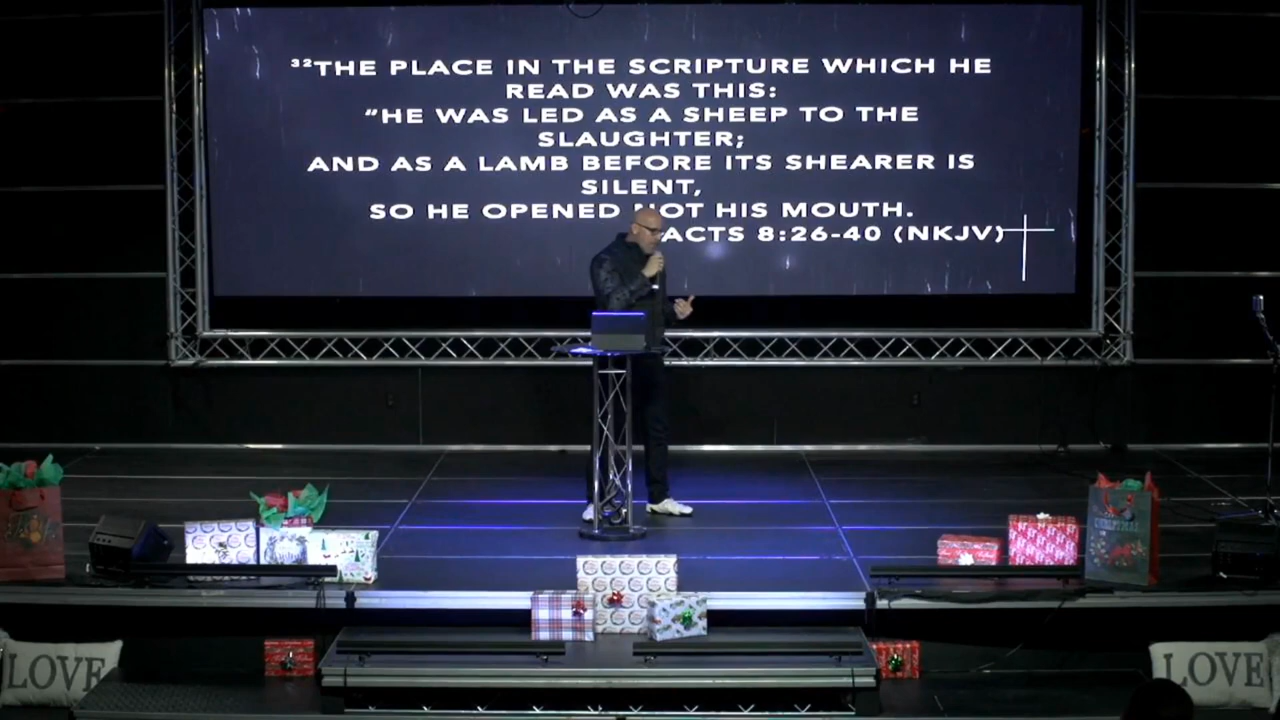 ³²THE PLACE IN THE SCRIPTURE WHICH HE
READ WAS THIS:
“HE WAS LED AS A SHEEP TO THE
SLAUGHTER;
AND AS A LAMB BEFORE ITS SHEARER IS
SILENT,
SO HE OPENED NOT HIS MOUTH.
ACTS 8:26-40 (NKJV)
CHRISTMAS
LOVE
LOVE